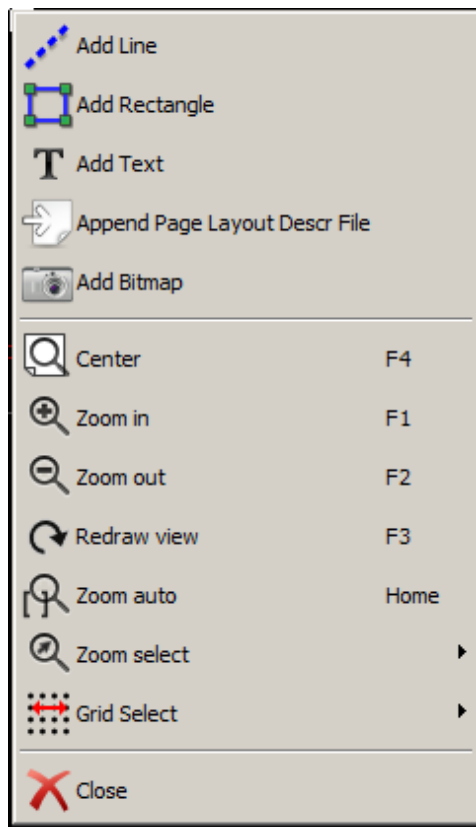 Add Line
Add Rectangle
T Add Text
Append Page Layout Descr File
Add Bitmap
Center F4
Zoom in F1
Zoom out F2
Redraw view F3
Zoom auto Home
Zoom select
Grid Select
Close